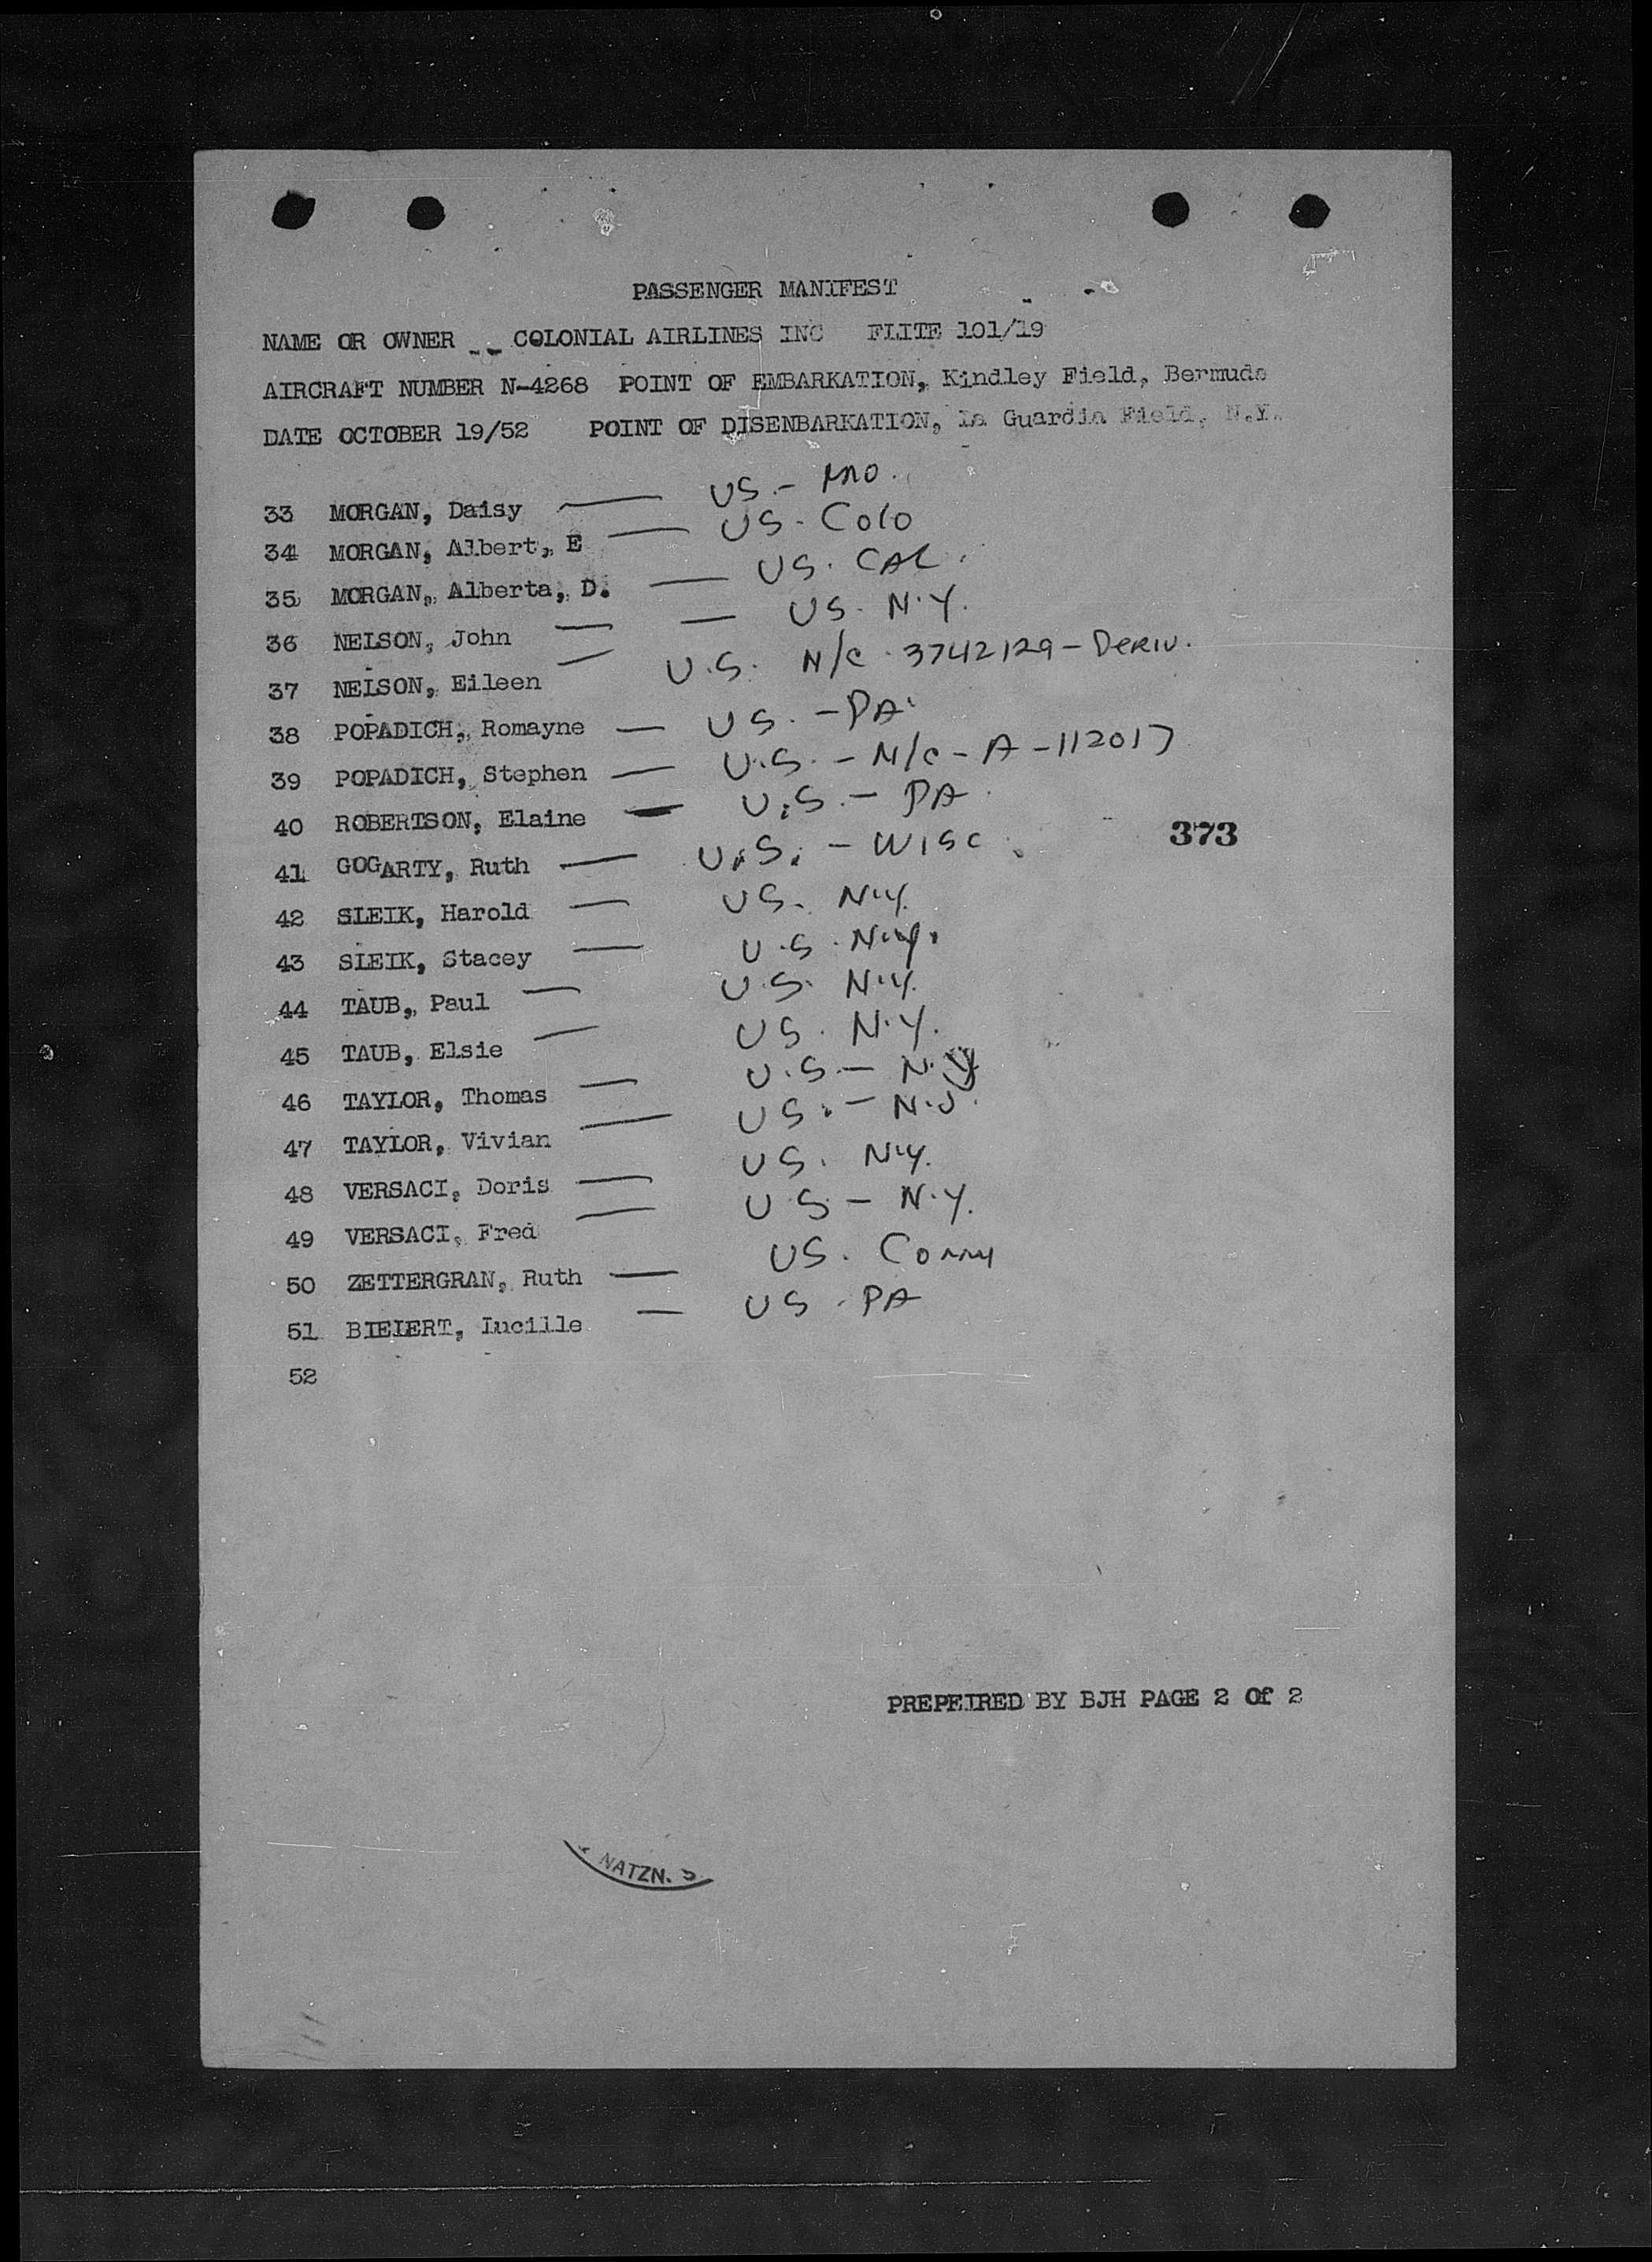 PASSENGER MANIFEST
NAME OR OWNER -- COLONIAL AIRLINES INC FLITE 101/19
AIRCRAFT NUMBER N-4268 POINT OF EMBARKATION, Kindley Field, Bermuda
DATE OCTOBER 19/52 POINT OF DISENBARKATION, la Guardia Field, N.Y.
33 MORGAN, Daisy — US.- MO.
34 MORGAN, Albert, E — US. Colo
35 MORGAN, Alberta, D. — US. CAL.
36 NELSON, John — — US. N.Y.
37 NELSON, Eileen — U.S. N/C 3742129-DERIV.
38 POPADICH, Romayne — US. -PA.
39 POPADICH, Stephen — U.S. - N/C - A-112017
40 ROBERTSON, Elaine — U.S.- PA.
41 GOGARTY, Ruth — U.S. - WISC.
42 SLEIK, Harold — US. N.Y.
43 SLEIK, Stacey — U.S. N.Y.
44 TAUB, Paul — U.S. N.Y.
45 TAUB, Elsie — US. N.Y.
46 TAYLOR, Thomas — U.S.- N.Y
47 TAYLOR, Vivian — US.- N.J.
48 VERSACI, Doris — US. N.Y.
49 VERSACI, Fred — US- N.Y.
50 ZETTERGRAN, Ruth — US. Conn
51 BIEIERT, Lucille — US. PA
52
373
PREPEIRED BY BJH PAGE 2 Of 2
NATZN.